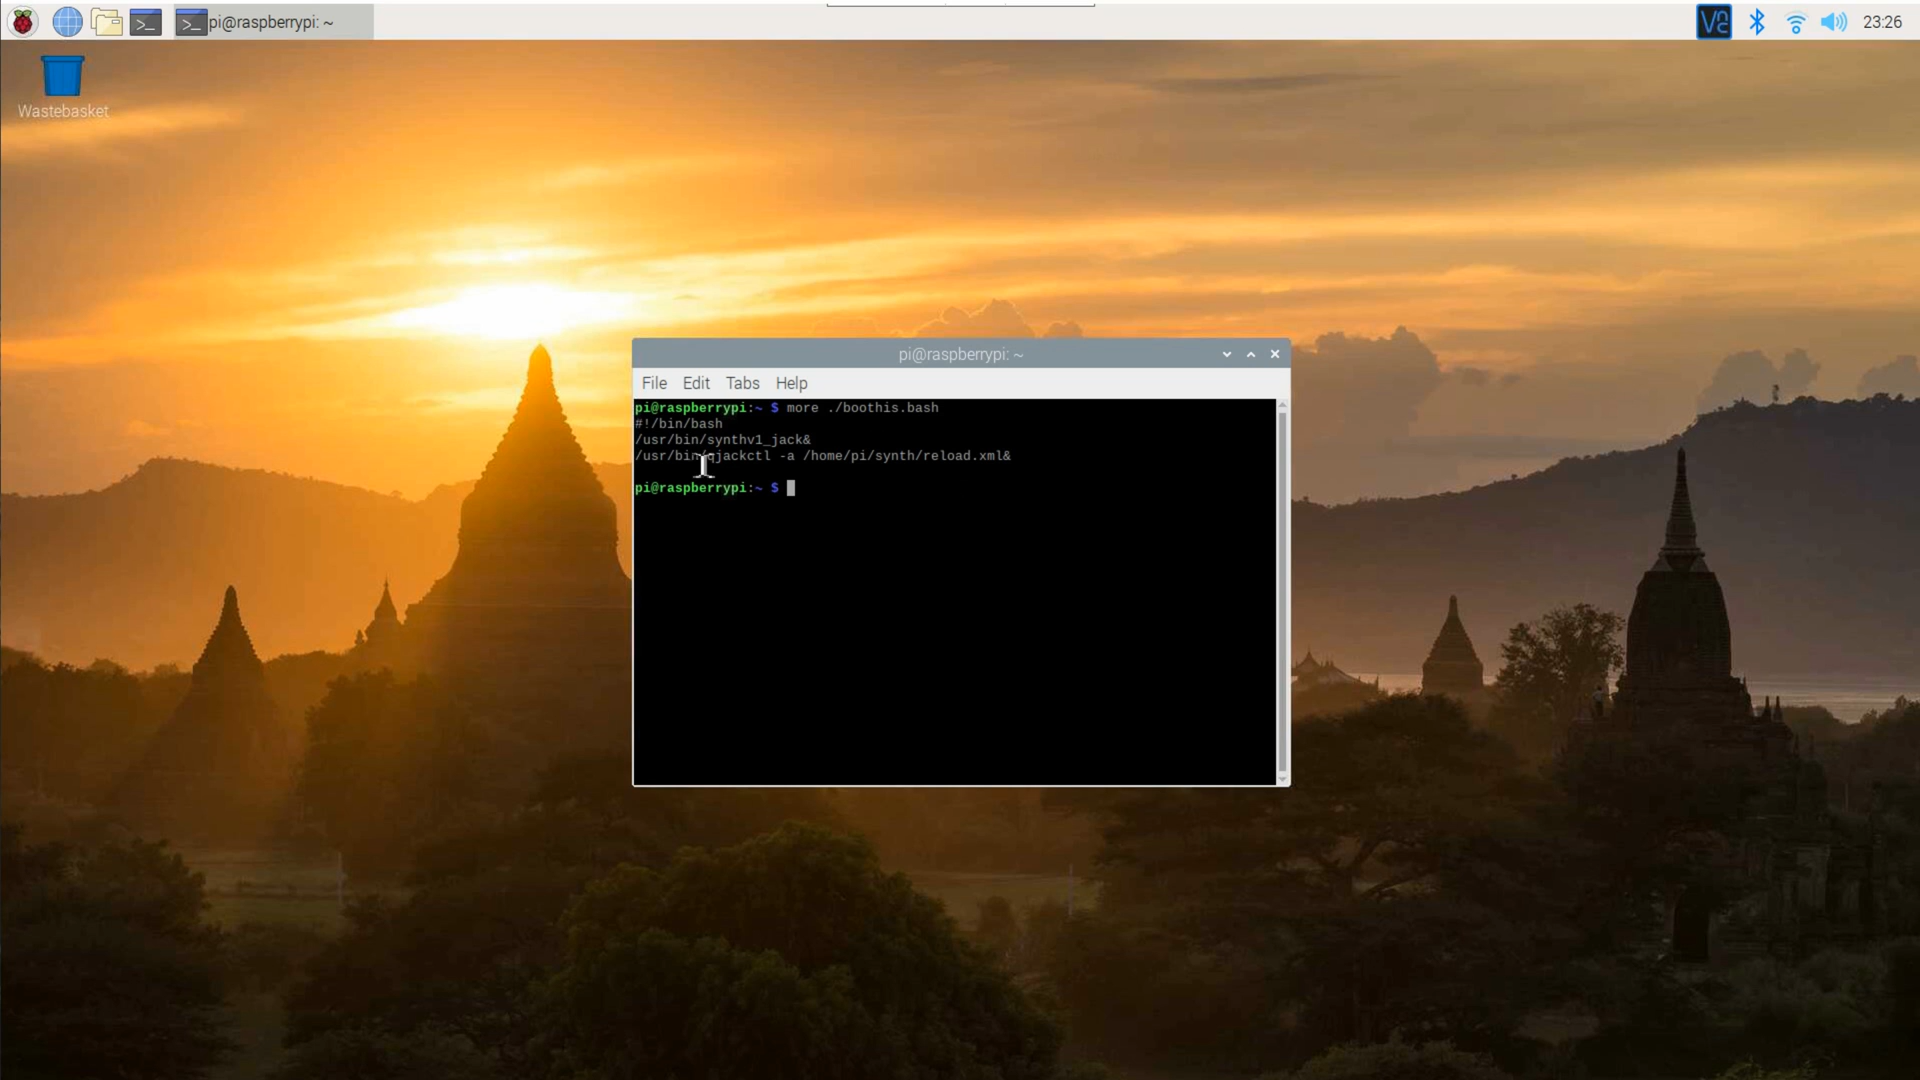 pi@raspberrypi: ~
VNC
23:26
Wastebasket
pi@raspberrypi: ~
File Edit Tabs Help
pi@raspberrypi:~ $ more ./boothis.bash
#!/bin/bash
/usr/bin/synthv1_jack&
/usr/bin/qjackctl -a /home/pi/synth/reload.xml&
pi@raspberrypi:~ $